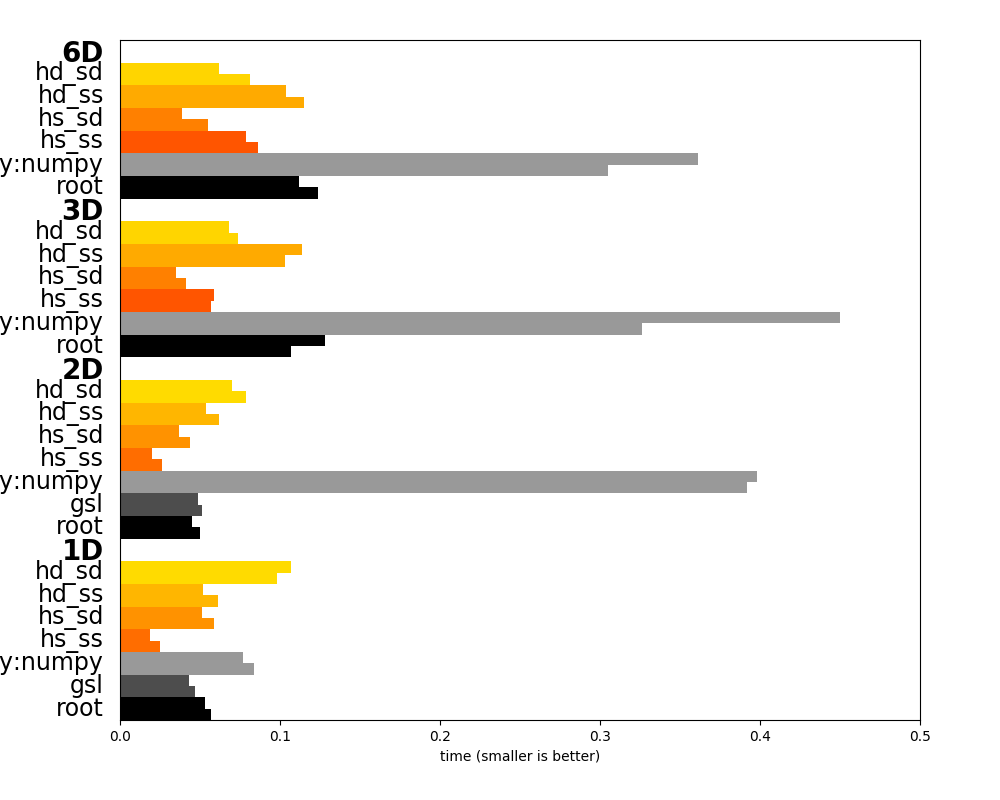 6D
hd_sd
hd_ss
hs_sd
hs_ss
y:numpy
root
3D
hd_sd
hd_ss
hs_sd
hs_ss
y:numpy
root
2D
hd_sd
hd_ss
hs_sd
hs_ss
y:numpy
gsl
root
1D
hd_sd
hd_ss
hs_sd
hs_ss
y:numpy
gsl
root
0.0 0.1 0.2 0.3 0.4 0.5
time (smaller is better)